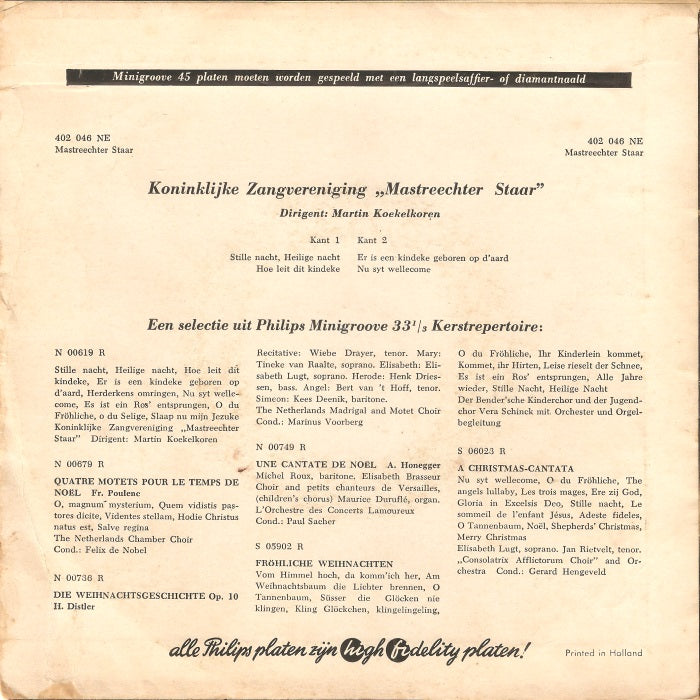 Minigroove 45 platen moeten worden gespeeld met een langspeelsaffier- of diamantnaald
402 046 NE
Mastreechter Staar
402 046 NE
Mastreechter Staar
Koninklijke Zangvereniging „Mastreechter Staar”
Dirigent: Martin Koekelkoren
Kant 1
Stille nacht, Heilige nacht
Hoe leit dit kindeke
Kant 2
Er is een kindeke geboren op d'aard
Nu syt wellecome
Een selectie uit Philips Minigroove 33¹/₃ Kerstrepertoire:
N 00619 R
Stille nacht, Heilige nacht, Hoe leit dit
kindeke, Er is een kindeke geboren op
d'aard, Herderkens omringen, Nu syt welle-
come, Es ist ein Ros' entsprungen, O du
Fröhliche, o du Selige, Slaap nu mijn Jezuke
Koninklijke Zangvereniging „Mastreechter
Staar” Dirigent: Martin Koekelkoren
N 00679 R
QUATRE MOTETS POUR LE TEMPS DE
NOËL Fr. Poulenc
O, magnum mysterium, Quem vidistis pas-
tores dicite, Videntes stellam, Hodie Christus
natus est, Salve regina
The Netherlands Chamber Choir
Cond.: Felix de Nobel
N 00736 R
DIE WEIHNACHTSGESCHICHTE Op. 10
H. Distler
Recitative: Wiebe Drayer, tenor. Mary:
Tineke van Raalte, soprano. Elisabeth: Eli-
sabeth Lugt, soprano. Herode: Henk Dries-
sen, bass. Angel: Bert van 't Hoff, tenor.
Simeon: Kees Deenik, baritone.
The Netherlands Madrigal and Motet Choir
Cond.: Marinus Voorberg
N 00749 R
UNE CANTATE DE NOËL A. Honegger
Michel Roux, baritone, Elisabeth Brasseur
Choir and petits chanteurs de Versailles,
(children's chorus) Maurice Duruflé, organ.
L'Orchestre des Concerts Lamoureux
Cond.: Paul Sacher
S 05902 R
FRÖHLICHE WEIHNACHTEN
Vom Himmel hoch, da komm'ich her, Am
Weihnachtsbaum die Lichter brennen, O
Tannenbaum, Süsser die Glöcken nie
klingen, Kling Glöckchen, klingelingeling,
O du Fröhliche, Ihr Kinderlein kommet,
Kommet, ihr Hirten, Leise rieselt der Schnee,
Es ist ein Ros' entsprungen, Alle Jahre
wieder, Stille Nacht, Heilige Nacht
Der Bender'sche Kinderchor und der Jugend-
chor Vera Schinck mit Orchester und Orgel-
begleitung
S 06023 R
A CHRISTMAS-CANTATA
Nu syt wellecome, O du Fröhliche, The
angels lullaby, Les trois mages, Ere zij God,
Gloria in Excelsis Deo, Stille nacht, Le
sommeil de l'enfant Jésus, Adeste fideles,
O Tannenbaum, Noël, Shepherds' Christmas,
Merry Christmas
Elisabeth Lugt, soprano. Jan Rietvelt, tenor.
„Consolatrix Afflictorum Choir” and Or-
chestra Cond.: Gerard Hengeveld
alle Philips platen zijn high fidelity platen!
Printed in Holland